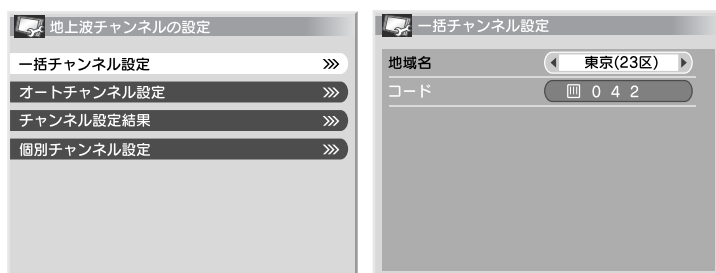 地上波チャンネルの設定
一括チャンネル設定
オートチャンネル設定
チャンネル設定結果
個別チャンネル設定
一括チャンネル設定
地域名 東京(23区)
コード 042